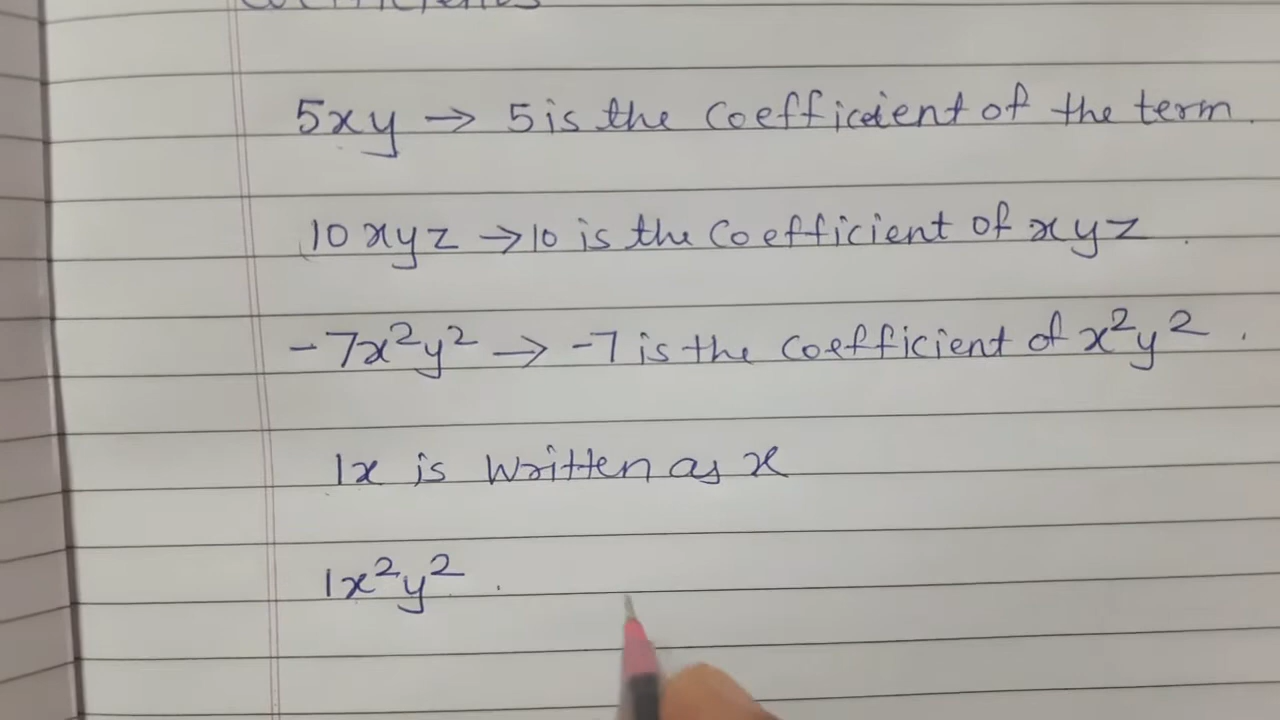 Coefficients
5xy → 5 is the Coefficient of the term.
10xyz → 10 is the Coefficient of xyz.
-7x²y² → -7 is the coefficient of x²y².
1x is written as x
1x²y²